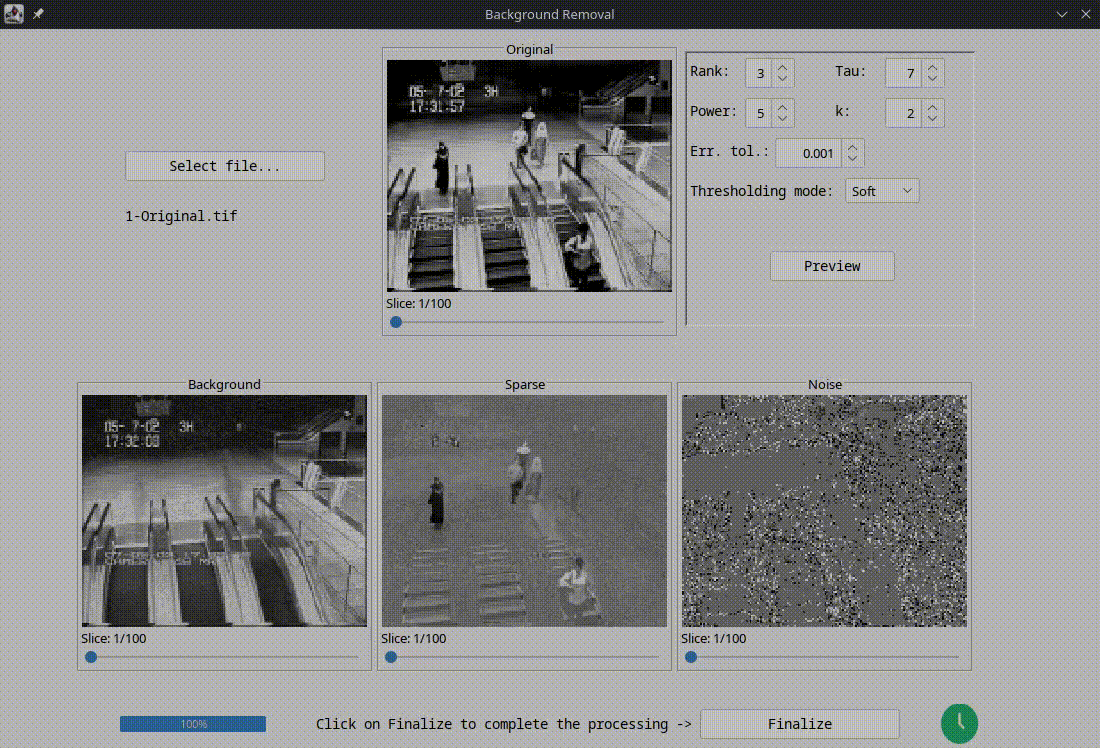 Background Removal
Original
05- 7-02 3H
17:31:57
Slice: 1/100
Rank: 3 Tau: 7
Power: 5 k: 2
Err. tol.: 0.001
Thresholding mode: Soft
Preview
Select file...
1-Original.tif
Background
05- 7-02 3H
Slice: 1/100
Sparse
Slice: 1/100
Noise
Slice: 1/100
100%
Click on Finalize to complete the processing ->
Finalize